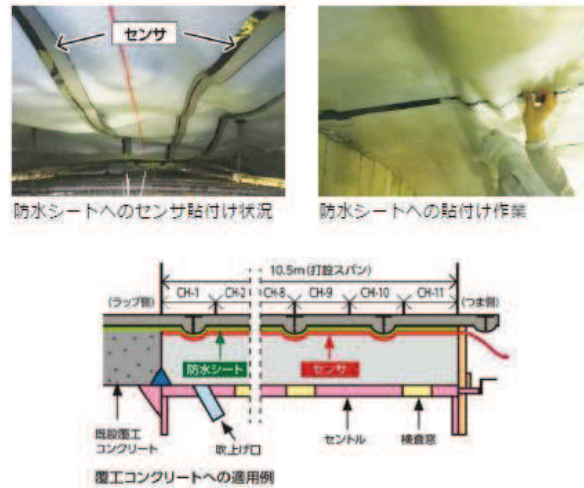 センサ
防水シートへのセンサ貼付け状況
防水シートへの貼付け作業
10.5m(打設スパン)
(ラップ側)
CH-1
CH-2
CH-8
CH-9
CH-10
CH-11
(つま側)
防水シート
センサ
既設覆工
コンクリート
吹上げ口
セントル
検査窓
覆工コンクリートへの適用例